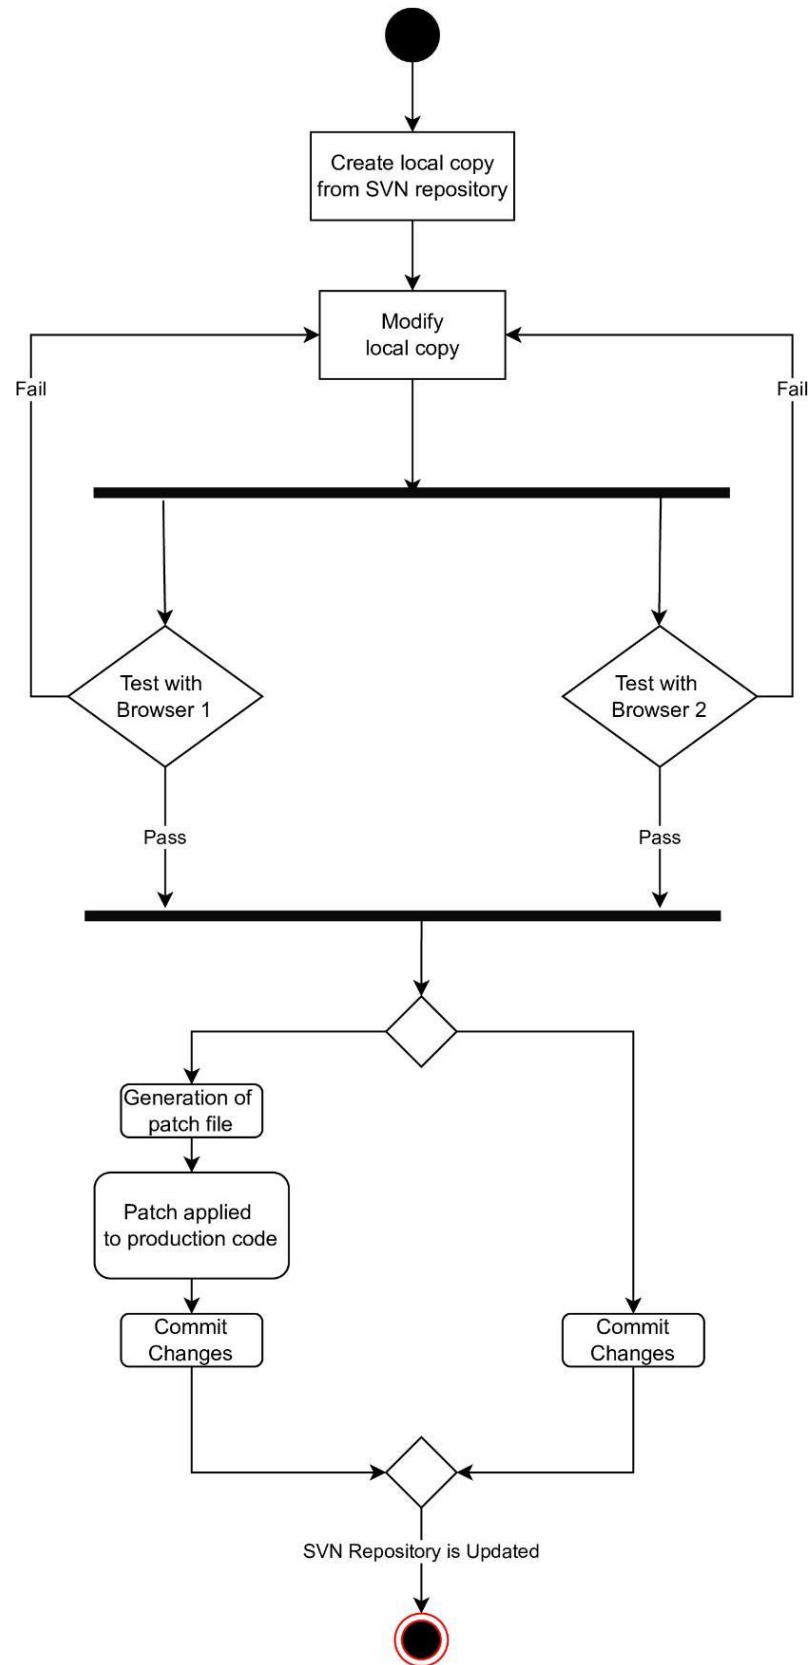 Create local copy
from SVN repository
Modify
local copy
Fail
Fail
Test with
Browser 1
Test with
Browser 2
Pass
Pass
Generation of
patch file
Patch applied
to production code
Commit
Changes
Commit
Changes
SVN Repository is Updated